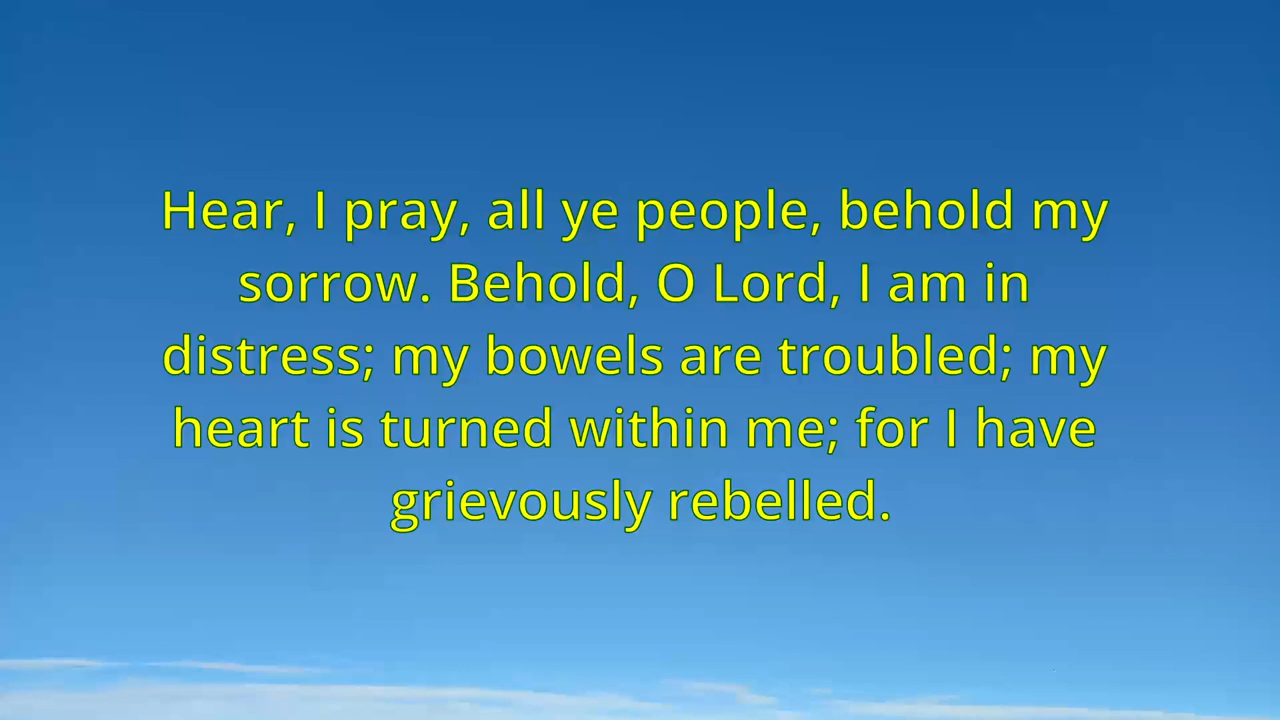 Hear, I pray, all ye people, behold my
sorrow. Behold, O Lord, I am in
distress; my bowels are troubled; my
heart is turned within me; for I have
grievously rebelled.